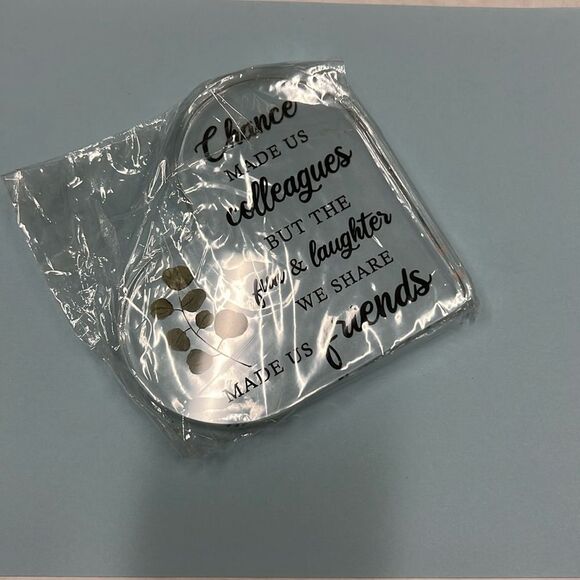 Chance
MADE US
colleagues
BUT THE
fun & laughter
WE SHARE
MADE US friends